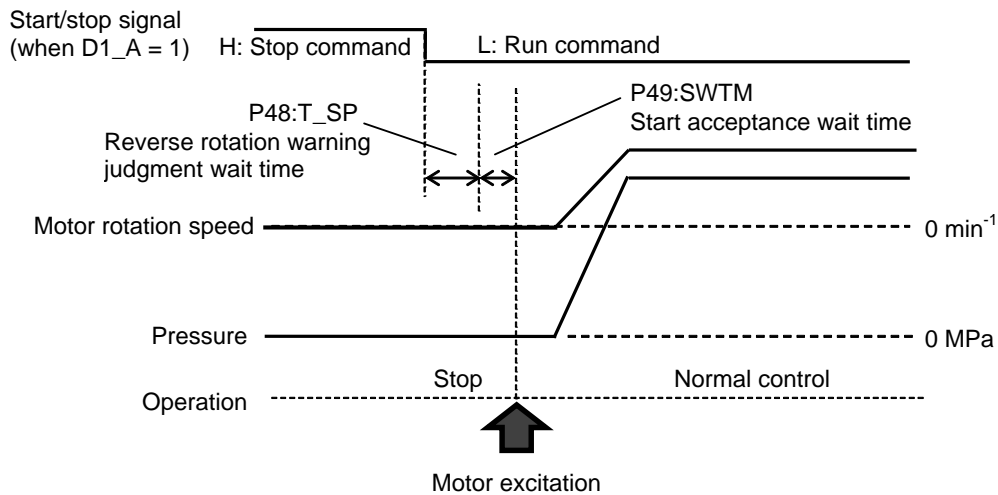 Start/stop signal
(when D1_A = 1)
H: Stop command
L: Run command
P48:T_SP
Reverse rotation warning
judgment wait time
P49:SWTM
Start acceptance wait time
Motor rotation speed
0 min-1
Pressure
0 MPa
Operation
Stop
Normal control
Motor excitation